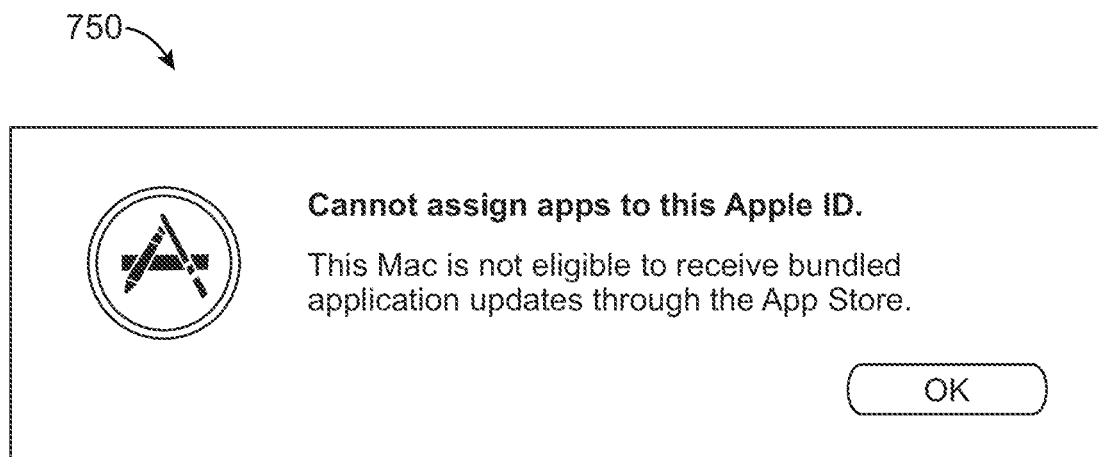 750
Cannot assign apps to this Apple ID.
This Mac is not eligible to receive bundled
application updates through the App Store.
OK